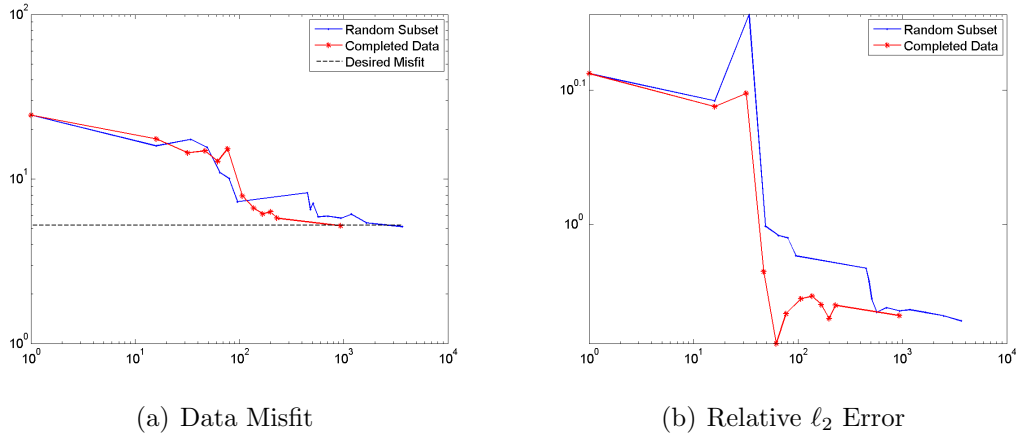 10^2
10^1
10^0
10^0
10^1
10^2
10^3
10^4
Random Subset
Completed Data
Desired Misfit
(a) Data Misfit
10^0.1
10^0
10^0
10^1
10^2
10^3
10^4
Random Subset
Completed Data
(b) Relative ℓ₂ Error